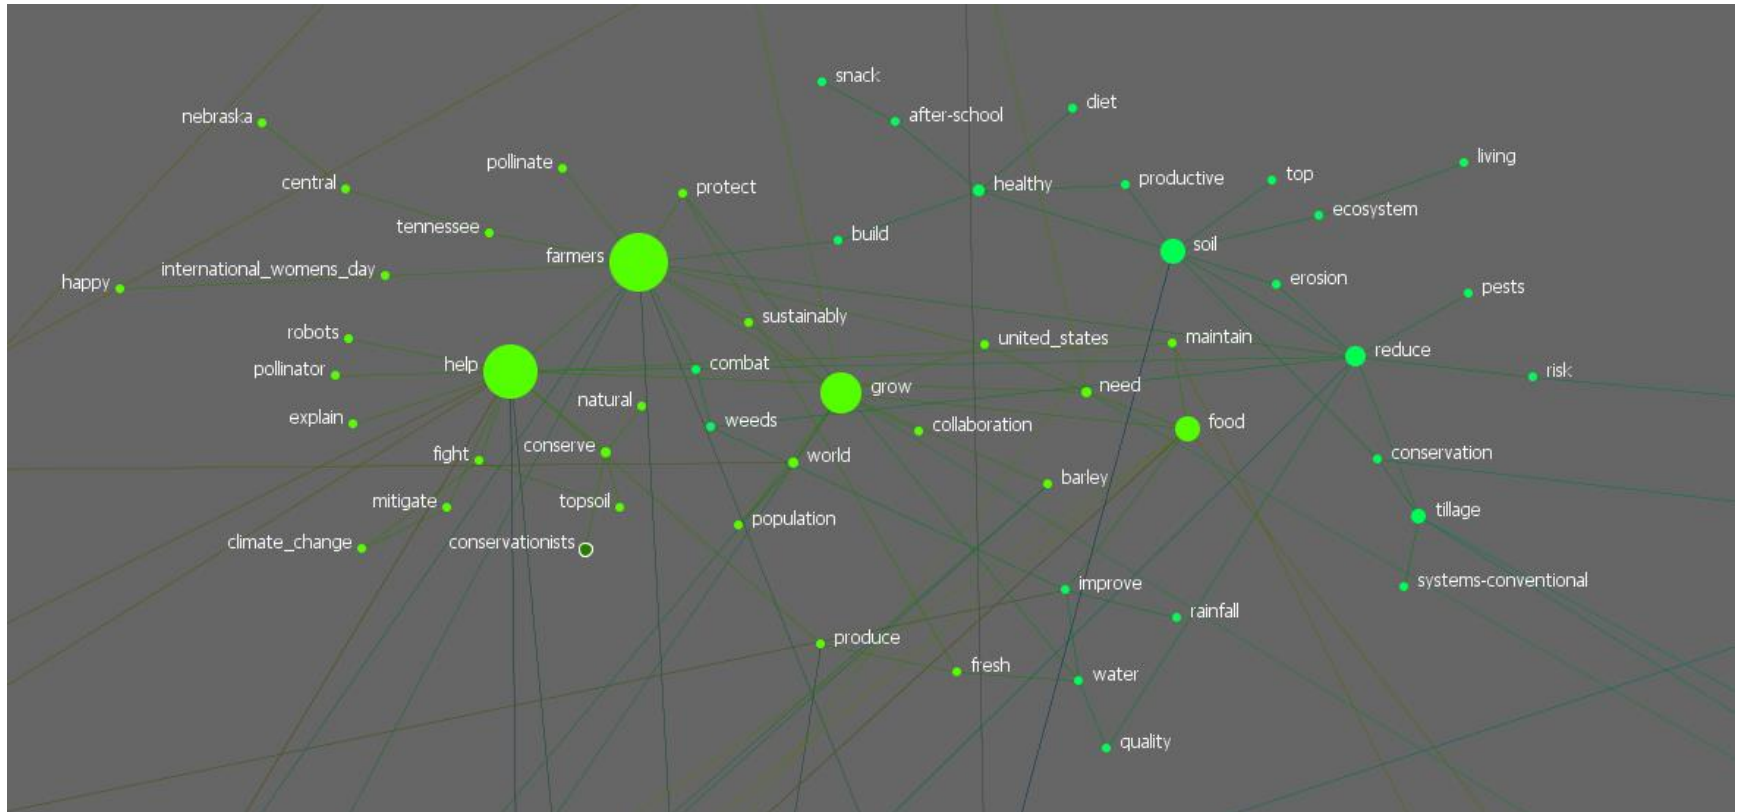 snack
diet
after-school
nebraska
living
pollinate
top
central
protect
healthy
productive
ecosystem
tennessee
build
soil
farmers
international_womens_day
happy
erosion
pests
sustainably
robots
united_states
maintain
reduce
help
combat
pollinator
grow
need
risk
natural
explain
weeds
collaboration
food
fight
conserve
world
conservation
barley
mitigate
topsoil
tillage
population
climate_change
conservationists
improve
systems-conventional
rainfall
produce
fresh
water
quality